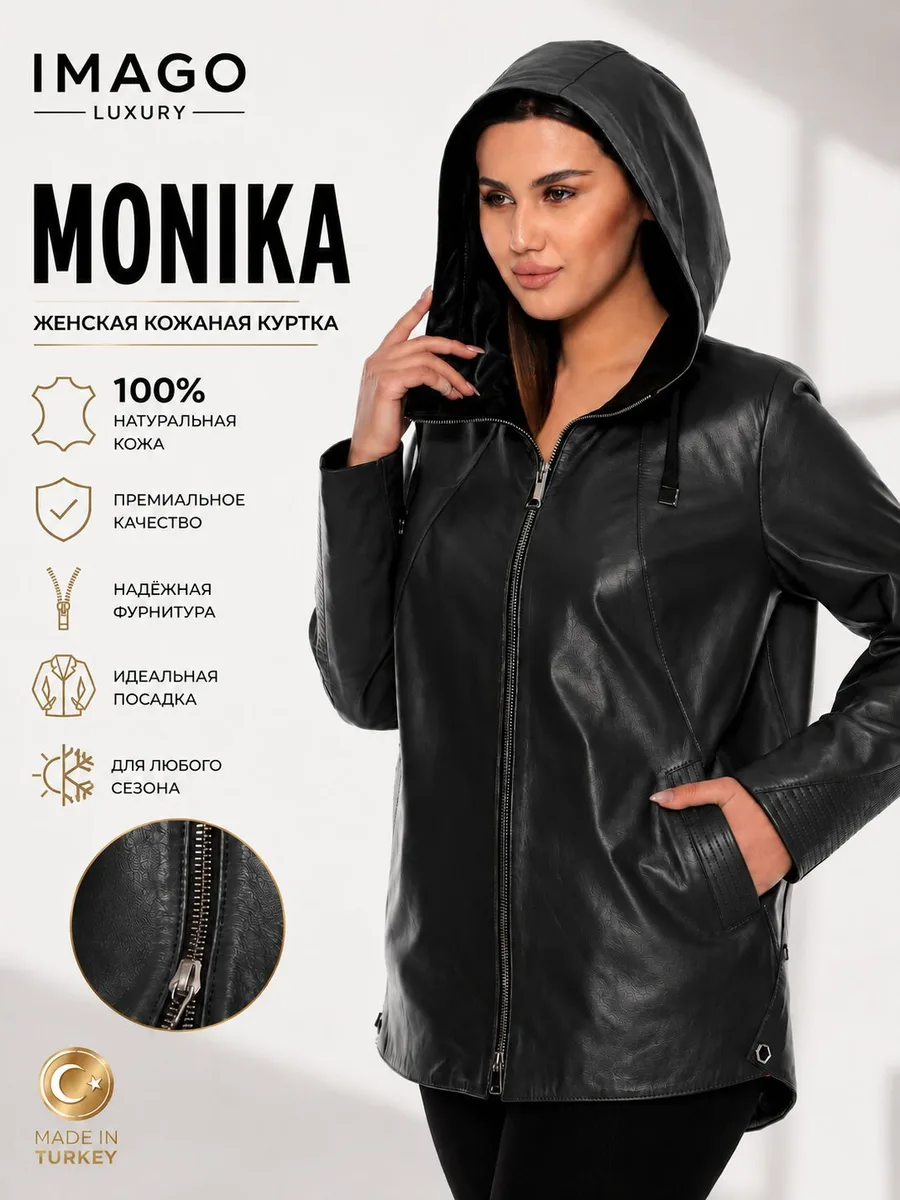 IMAGO
LUXURY
MONIKA
ЖЕНСКАЯ КОЖАНАЯ КУРТКА
100%
НАТУРАЛЬНАЯ
КОЖА
ПРЕМИАЛЬНОЕ
КАЧЕСТВО
НАДЁЖНАЯ
ФУРНИТУРА
ИДЕАЛЬНАЯ
ПОСАДКА
ДЛЯ ЛЮБОГО
СЕЗОНА
MADE IN
TURKEY